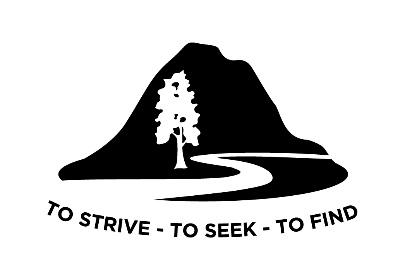 TO STRIVE - TO SEEK - TO FIND